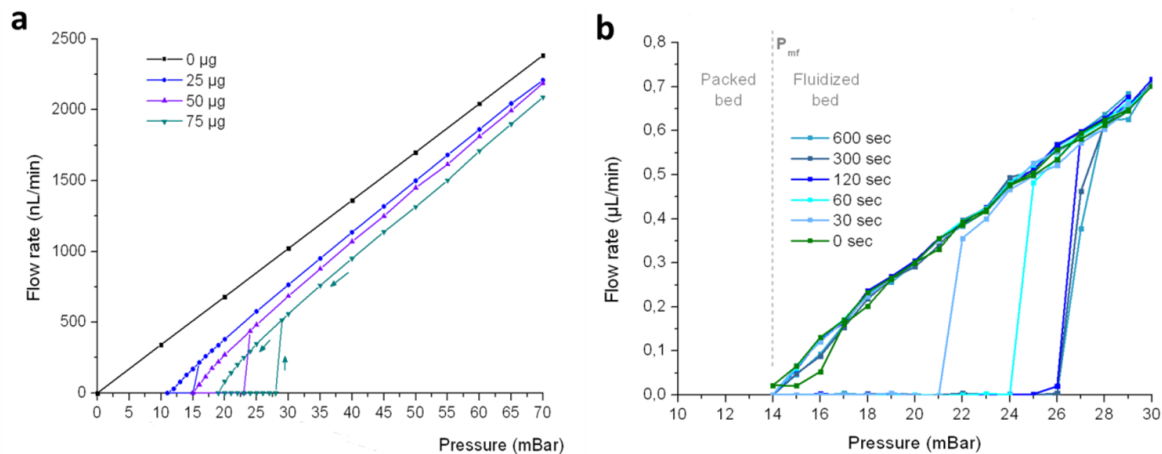 a
Flow rate (nL/min)
2500
2000
1500
1000
500
0
0 µg
25 µg
50 µg
75 µg
0 5 10 15 20 25 30 35 40 45 50 55 60 65 70
Pressure (mBar)
b
Flow rate (µL/min)
0,8
0,7
0,6
0,5
0,4
0,3
0,2
0,1
0,0
Pmf
Packed
bed
Fluidized
bed
600 sec
300 sec
120 sec
60 sec
30 sec
0 sec
10 12 14 16 18 20 22 24 26 28 30
Pressure (mBar)